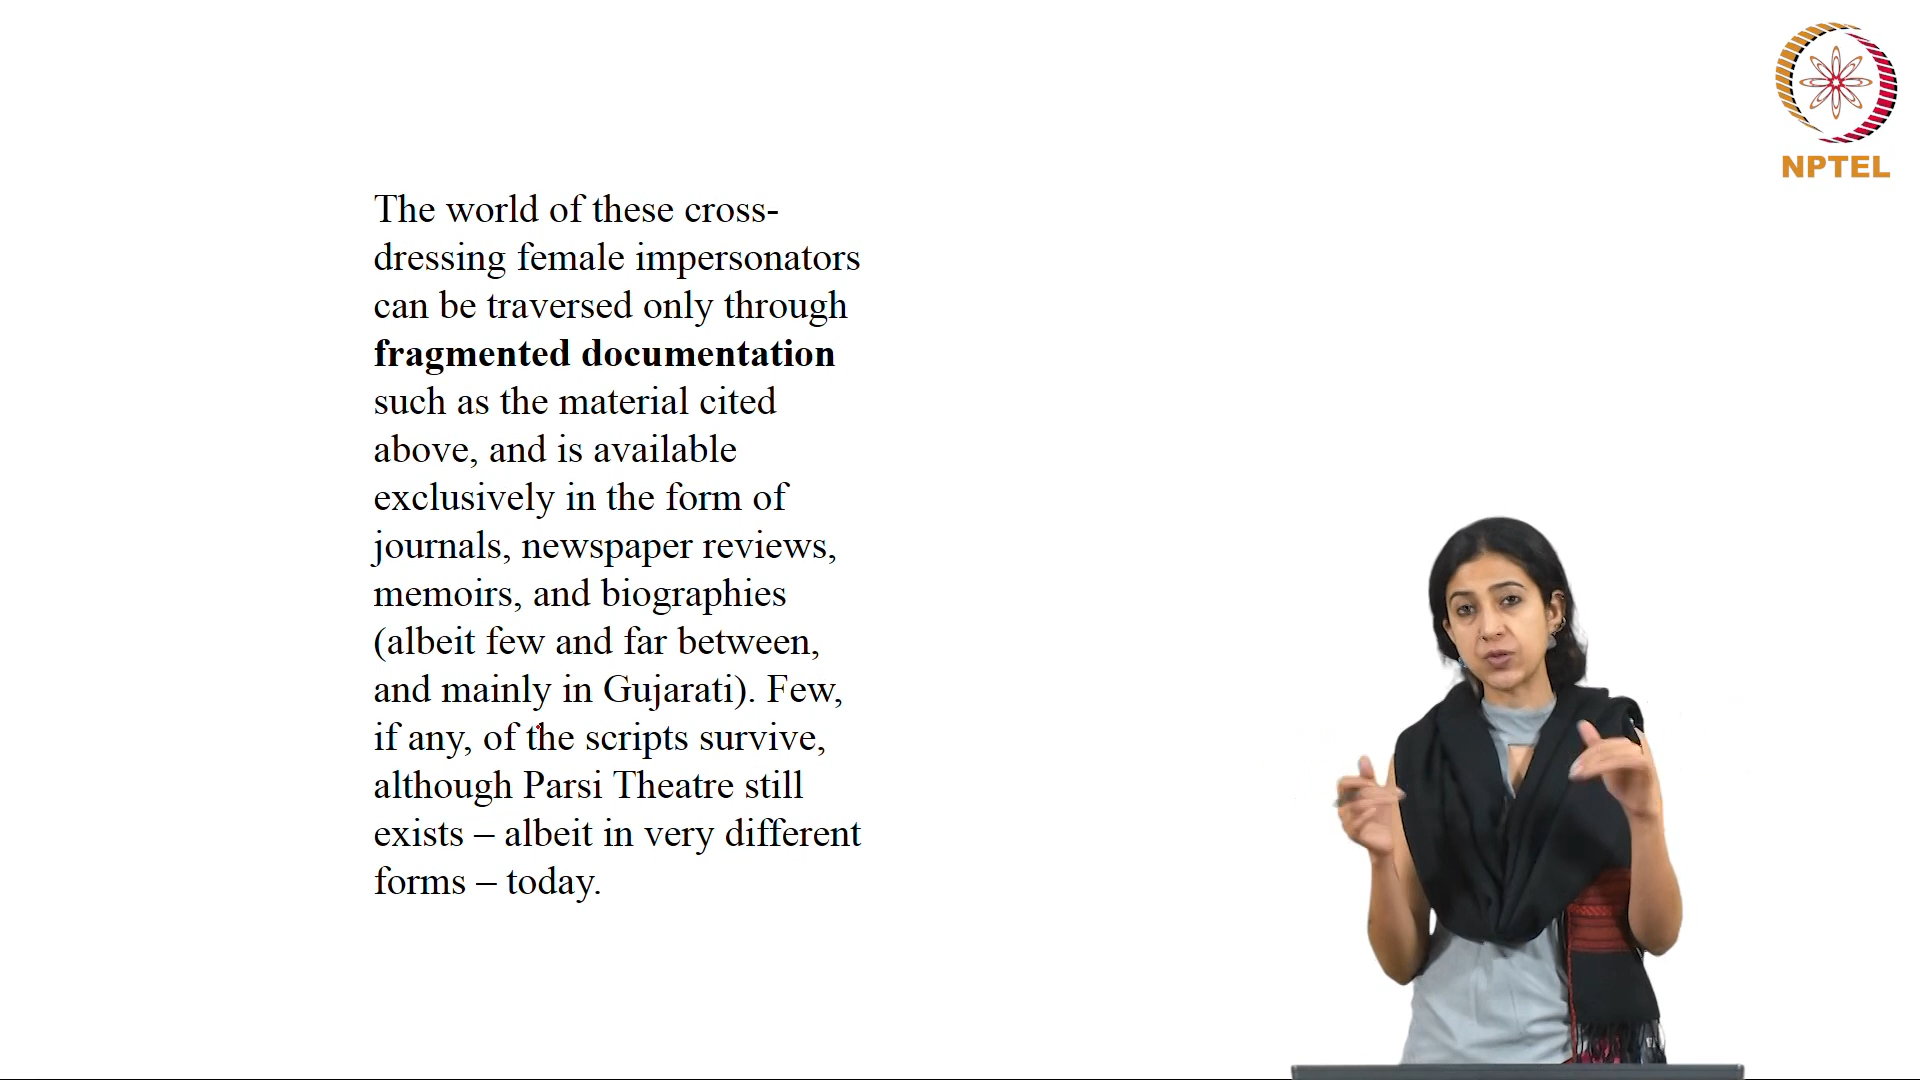 The world of these cross-
dressing female impersonators
can be traversed only through
fragmented documentation
such as the material cited
above, and is available
exclusively in the form of
journals, newspaper reviews,
memoirs, and biographies
(albeit few and far between,
and mainly in Gujarati). Few,
if any, of the scripts survive,
although Parsi Theatre still
exists – albeit in very different
forms – today.
NPTEL